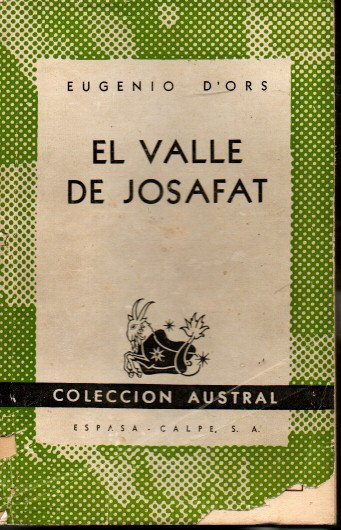 EUGENIO D'ORS
EL VALLE
DE JOSAFAT
COLECCION AUSTRAL
ESPASA - CALPE, S. A.